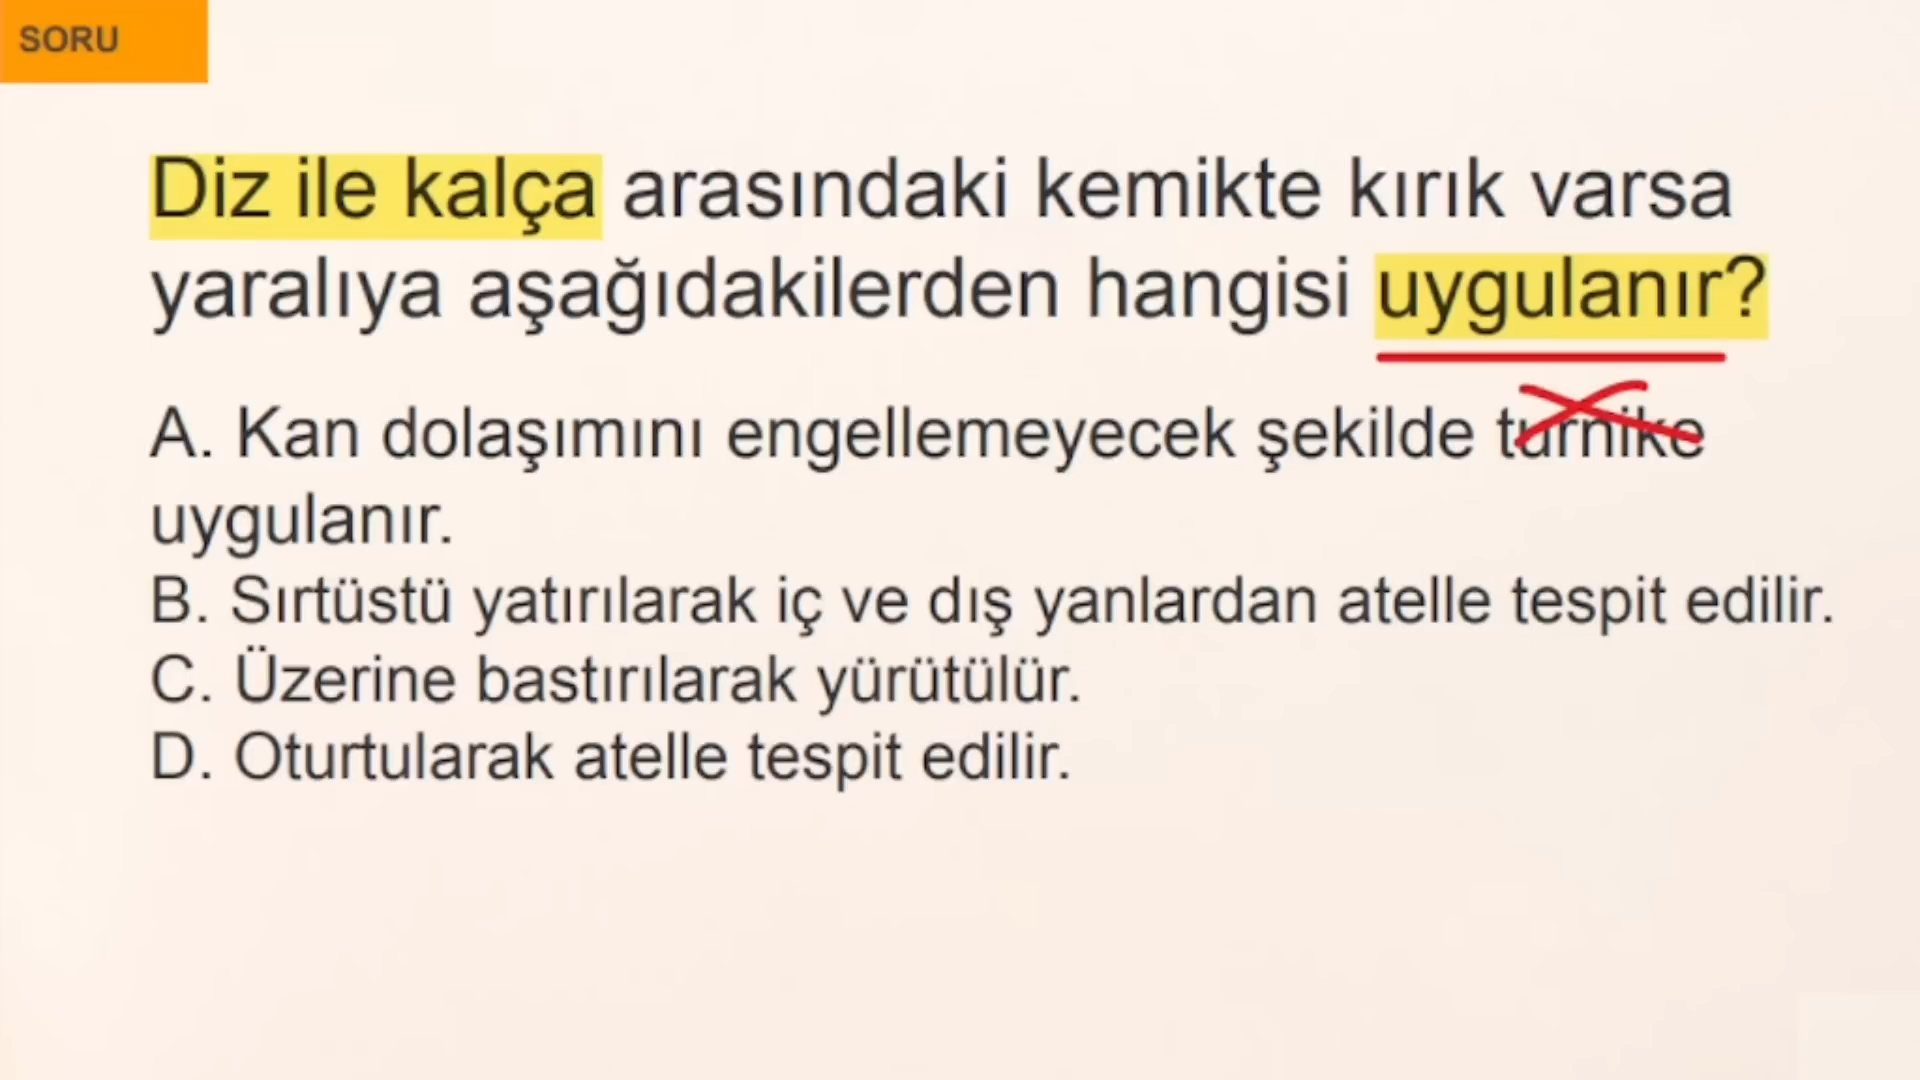 SORU
Diz ile kalça arasındaki kemikte kırık varsa
yaralıya aşağıdakilerden hangisi uygulanır?
A. Kan dolaşımını engellemeyecek şekilde turnike
uygulanır.
B. Sırtüstü yatırılarak iç ve dış yanlardan atelle tespit edilir.
C. Üzerine bastırılarak yürütülür.
D. Oturtularak atelle tespit edilir.